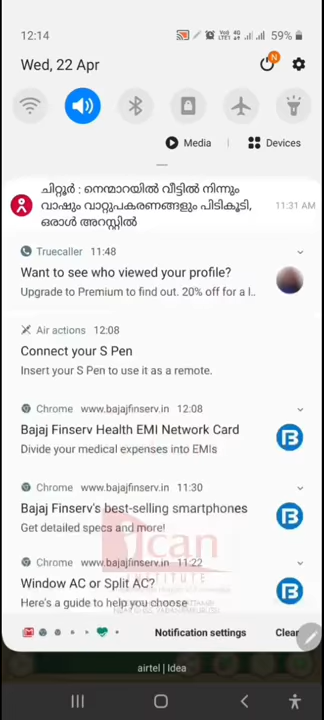 12:14
59%
Wed, 22 Apr
N
Media
Devices
ചിറ്റൂർ : നെന്മാറയിൽ വീട്ടിൽ നിന്നും
വാഷും വാറ്റുപകരണങ്ങളും പിടികൂടി,
ഒരാൾ അറസ്റ്റിൽ
11:31 AM
Truecaller 11:48
Want to see who viewed your profile?
Upgrade to Premium to find out. 20% off for a l..
Air actions 12:08
Connect your S Pen
Insert your S Pen to use it as a remote.
Chrome www.bajajfinserv.in 12:08
Bajaj Finserv Health EMI Network Card
Divide your medical expenses into EMIs
Chrome www.bajajfinserv.in 11:30
Bajaj Finserv's best-selling smartphones
Get detailed specs and more!
ican
INSTITUTE
Chrome www.bajajfinserv.in 11:22
Window AC or Split AC?
Here's a guide to help you choose
Notification settings
Clear
airtel | Idea